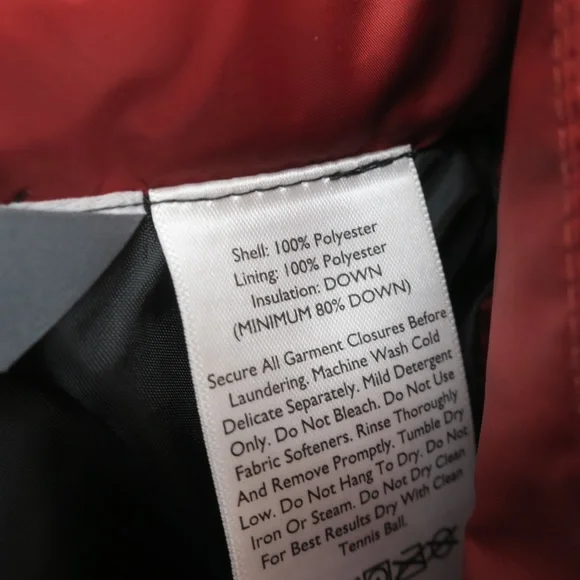 Shell: 100% Polyester
Lining: 100% Polyester
Insulation: DOWN
(MINIMUM 80% DOWN)
Secure All Garment Closures Before
Laundering. Machine Wash Cold
Delicate Separately. Mild Detergent
Only. Do Not Bleach. Do Not Use
Fabric Softeners. Rinse Thoroughly
And Remove Promptly. Tumble Dry
Low. Do Not Hang To Dry. Do Not
Iron Or Steam. Do Not Dry Clean
For Best Results Dry With Clean
Tennis Ball.